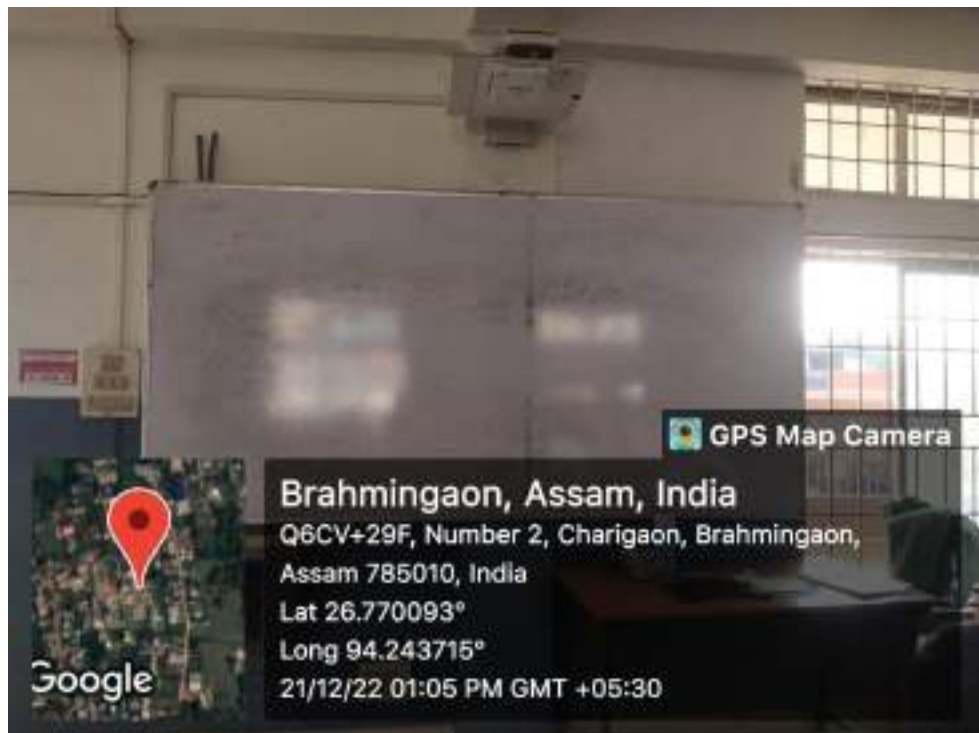 GPS Map Camera
Brahmingaon, Assam, India
Q6CV+29F, Number 2, Charigaon, Brahmingaon,
Assam 785010, India
Lat 26.770093°
Long 94.243715°
21/12/22 01:05 PM GMT +05:30
Google